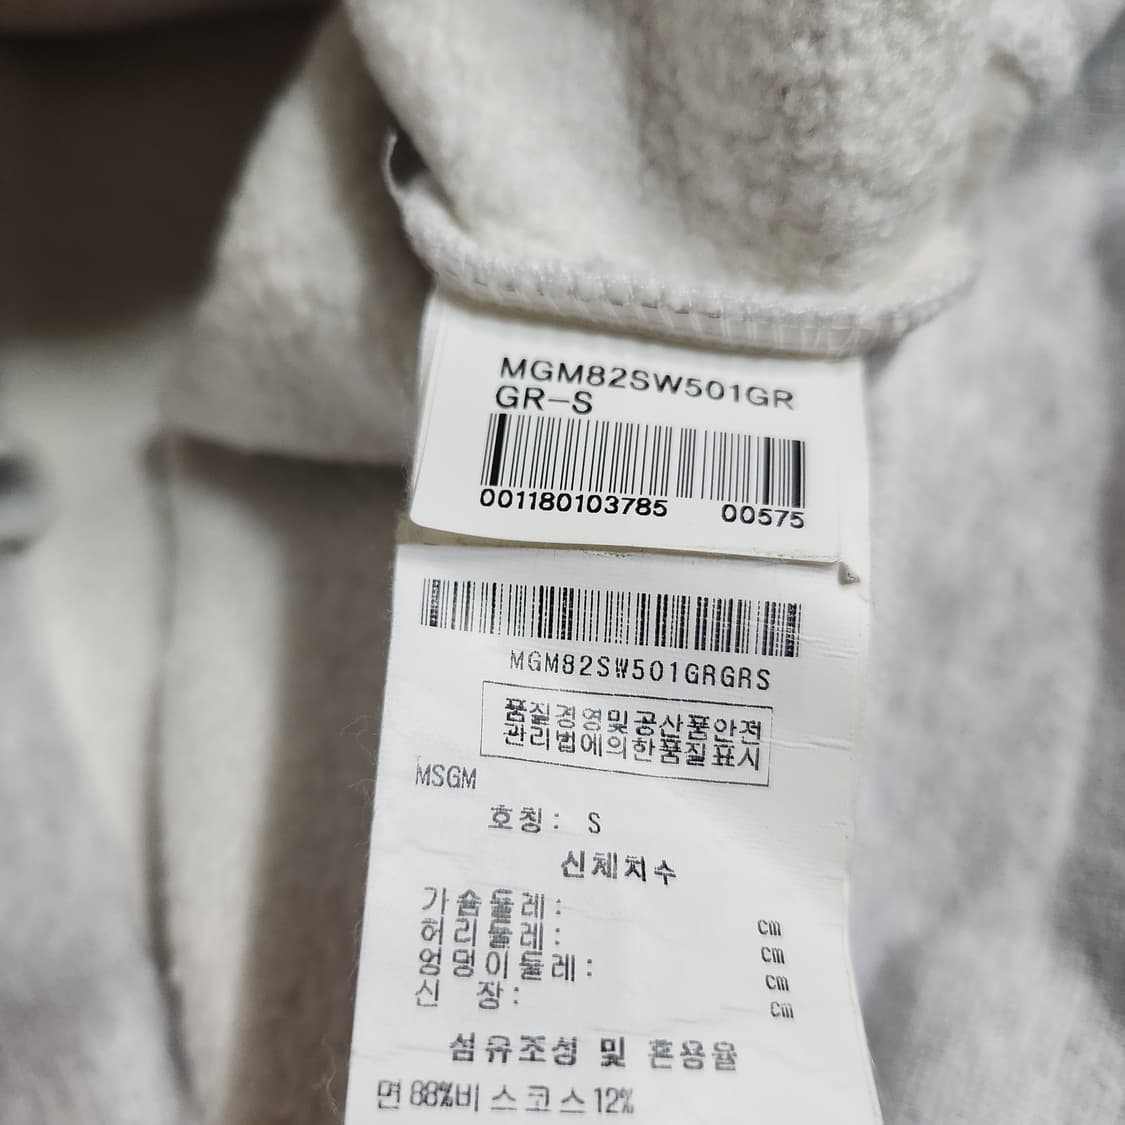 MGM82SW501GR
GR-S
001180103785 00575
MGM82SW501GRGRS
품질경영및공산품안전
관리법에의한품질표시
MSGM
호칭: S
신체치수
가슴둘레: cm
허리둘레: cm
엉덩이둘레: cm
신 장: cm
섬유조성 및 혼용율
면 88%비스코스12%